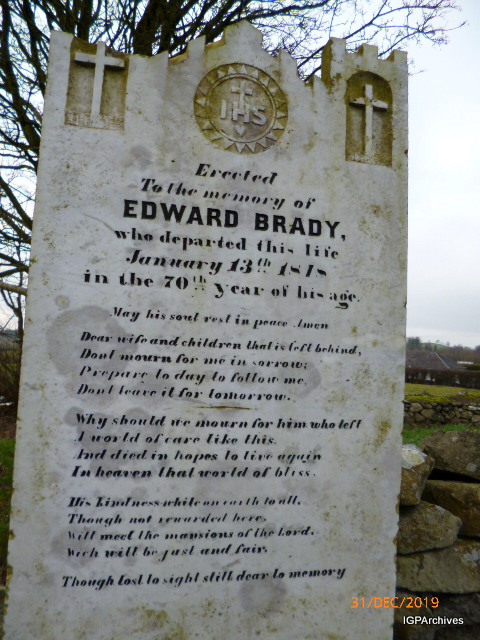 IHS
Erected
To the memory of
EDWARD BRADY,
who departed this life
January 13th 1878
in the 70th year of his age.
May his soul rest in peace Amen
Dear wife and children that is left behind,
Dont mourn for me in sorrow;
Prepare to day to follow me,
Dont leave it for tomorrow.
Why should we mourn for him who left
A world of care like this.
And died in hopes to live again
In heaven that world of bliss.
His kindness while on earth to all,
Though not rewarded here,
Will meet the mansions of the Lord,
Wich will be just and fair.
Though lost to sight still dear to memory
31/DEC/2019
IGPArchives